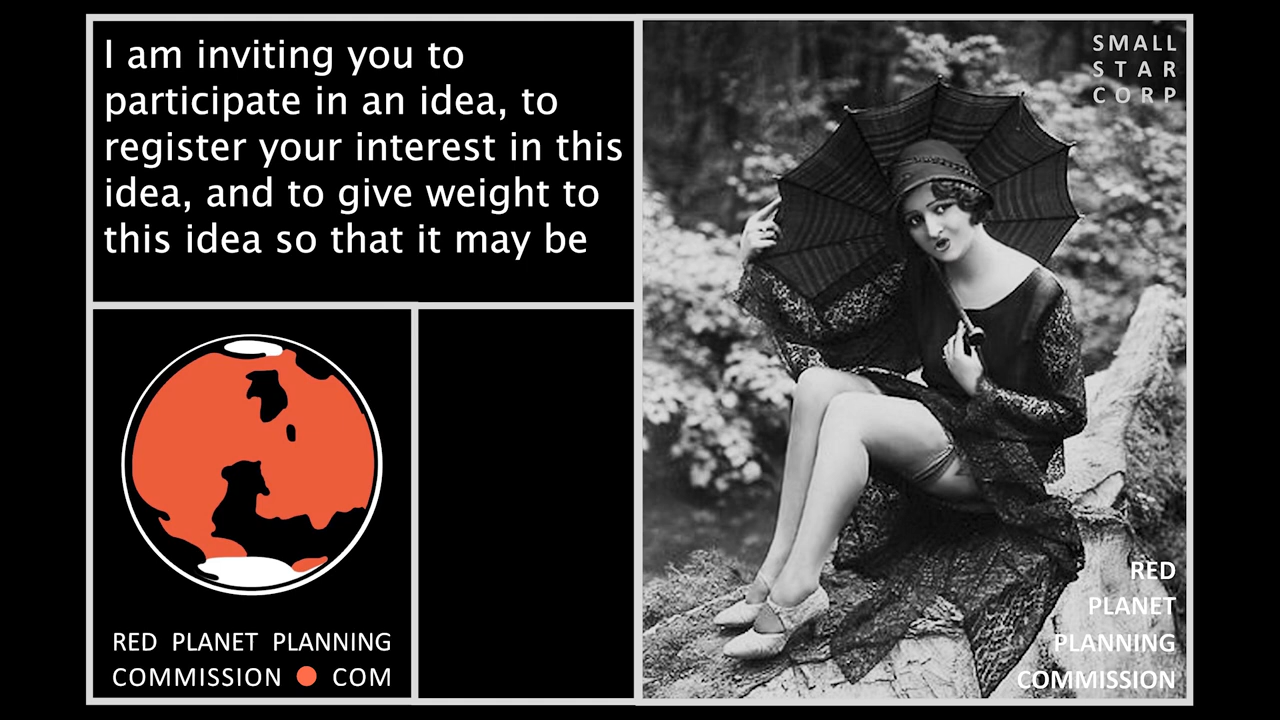 I am inviting you to
participate in an idea, to
register your interest in this
idea, and to give weight to
this idea so that it may be
RED PLANET PLANNING
COMMISSION COM
SMALL
STAR
CORP
RED
PLANET
PLANNING
COMMISSION